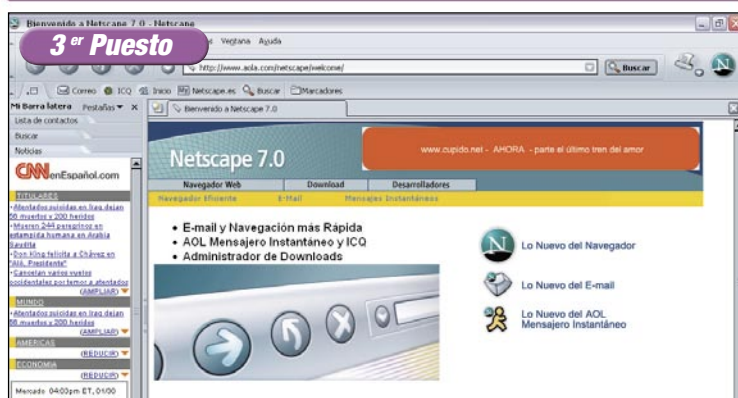 Bienvenido a Netscape 7.0 - Netscape
3er Puesto
Ventana Ayuda
http://www.aola.com/netscape/welcome/
Buscar
Correo ICQ Inicio Netscape.es Buscar Marcadores
Mi Barra latera Pestañas
Bienvenido a Netscape 7.0
Lista de contactos
Buscar
Noticias
CNNenEspañol.com
TITULARES
•Atentados suicidas en Iraq dejan
56 muertos y 200 heridos
•Mueren 244 peregrinos en
estampida humana en Arabia
Saudita
•Don King felicita a Chávez en
"Aló, Presidente"
•Cancelan varios vuelos
occidentales por temor a atentados
(AMPLIAR)
MUNDO
•Atentados suicidas en Iraq dejan
56 muertos y 200 heridos
(AMPLIAR)
AMERICAS
(REDUCIR)
ECONOMIA
(REDUCIR)
Mercado 04:00pm ET, 01/00
Netscape 7.0
www.cupido.net - AHORA - parte el último tren del amor
Navegador Web Download Desarrolladores
Navegador Eficiente E-Mail Mensajes Instantáneos
• E-mail y Navegación más Rápida
• AOL Mensajero Instantáneo y ICQ
• Administrador de Downloads
Lo Nuevo del Navegador
Lo Nuevo del E-mail
Lo Nuevo del AOL
Mensajero Instantáneo